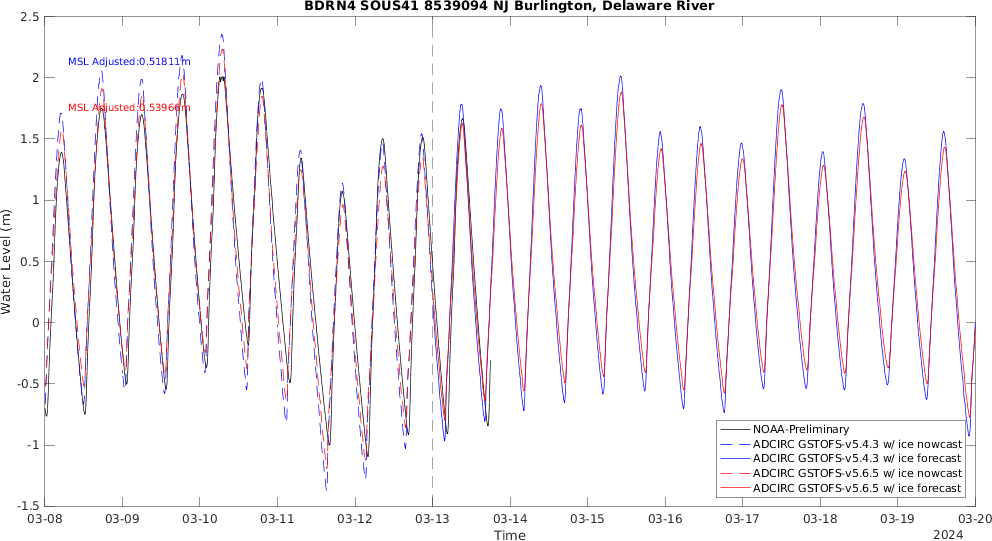 BDRN4 SOUS41 8539094 NJ Burlington, Delaware River
2.5
2
1.5
1
0.5
0
-0.5
-1
-1.5
Water Level (m)
MSL Adjusted:0.51811m
MSL Adjusted:0.53966m
NOAA-Preliminary
ADCIRC GSTOFS-v5.4.3 w/ ice nowcast
ADCIRC GSTOFS-v5.4.3 w/ ice forecast
ADCIRC GSTOFS-v5.6.5 w/ ice nowcast
ADCIRC GSTOFS-v5.6.5 w/ ice forecast
03-08 03-09 03-10 03-11 03-12 03-13 03-14 03-15 03-16 03-17 03-18 03-19 03-20
Time
2024